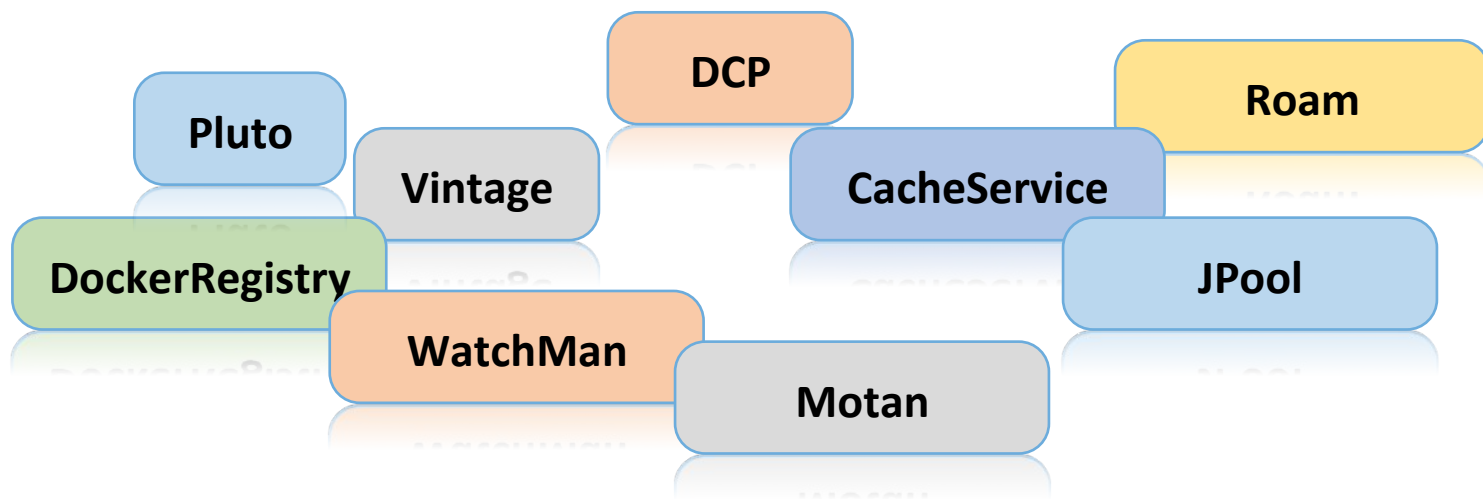 DCP
Roam
Pluto
Vintage
CacheService
DockerRegistry
JPool
WatchMan
Motan